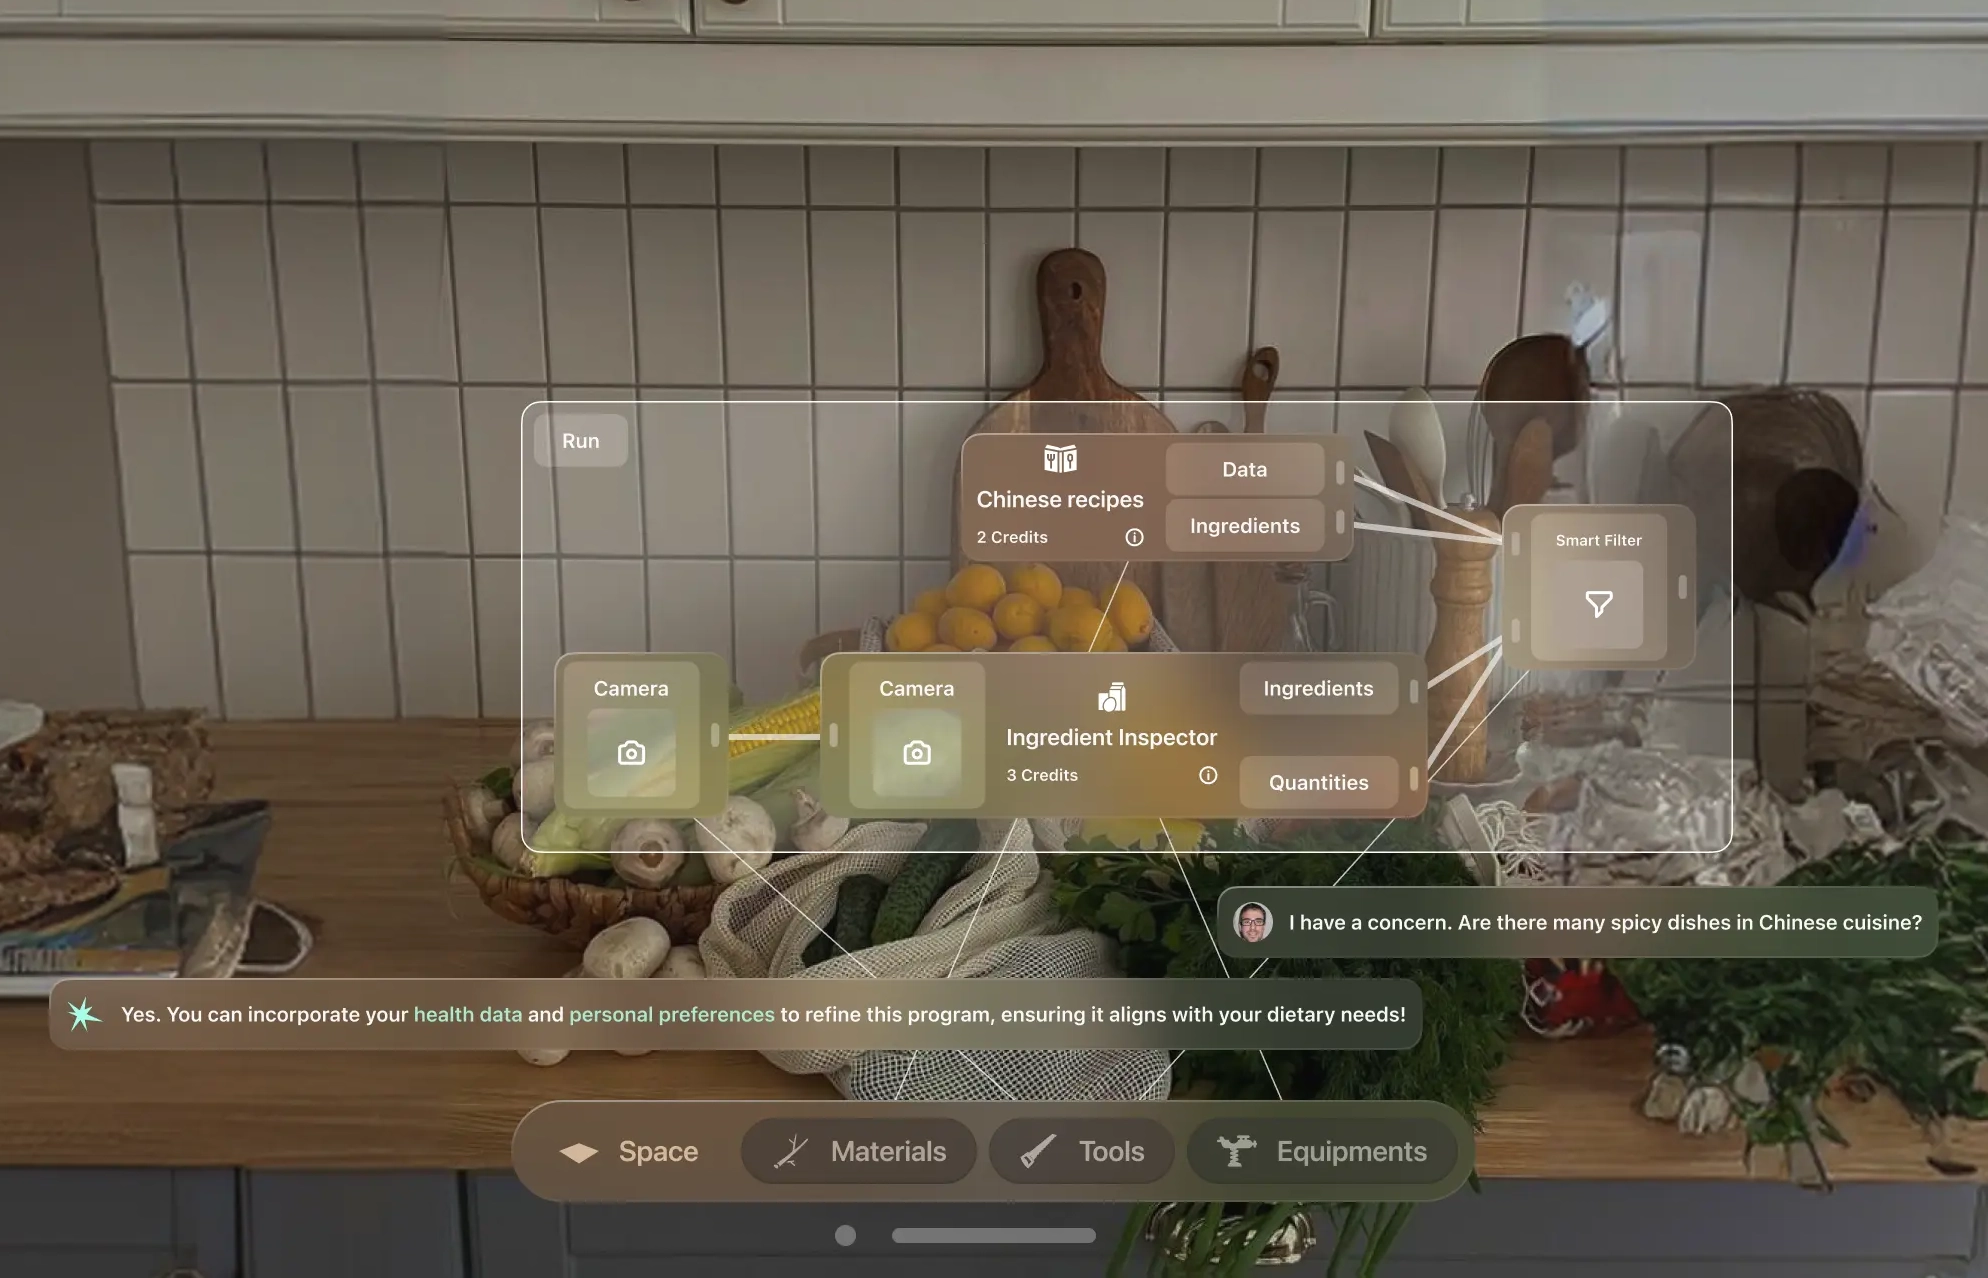 Run
Chinese recipes
2 Credits
Data
Ingredients
Smart Filter
Camera
Camera
Ingredient Inspector
3 Credits
Ingredients
Quantities
I have a concern. Are there many spicy dishes in Chinese cuisine?
Yes. You can incorporate your health data and personal preferences to refine this program, ensuring it aligns with your dietary needs!
Space
Materials
Tools
Equipments